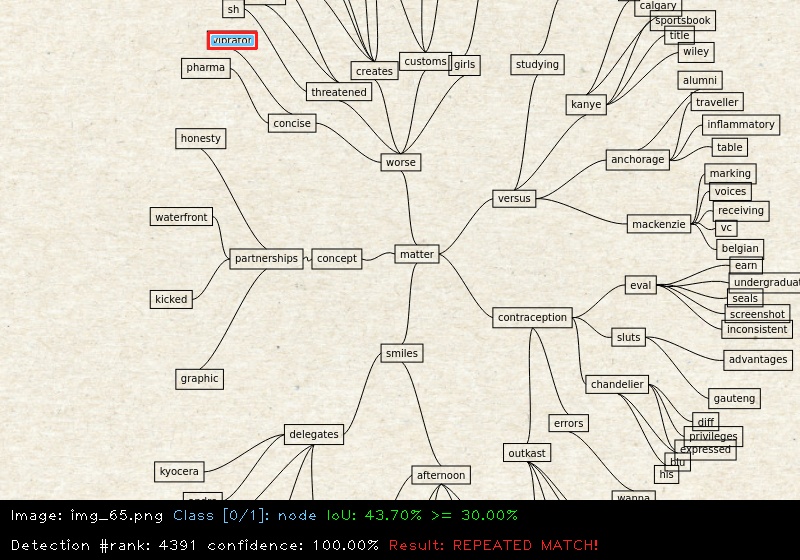 sh
calgary
sportsbook
title
wiley
vibrator
pharma
creates
customs
girls
studying
threatened
kanye
alumni
traveller
concise
inflammatory
honesty
table
worse
anchorage
marking
voices
versus
receiving
waterfront
mackenzie
vc
belgian
partnerships
concept
matter
earn
eval
undergraduat
seals
kicked
contraception
screenshot
inconsistent
sluts
smiles
advantages
graphic
chandelier
gauteng
errors
diff
delegates
privileges
outkast
expressed
blu
kyocera
afternoon
his
wanna
Image: img_65.png Class [0/1]: node IoU: 43.70% >= 30.00%
Detection #rank: 4391 confidence: 100.00% Result: REPEATED MATCH!